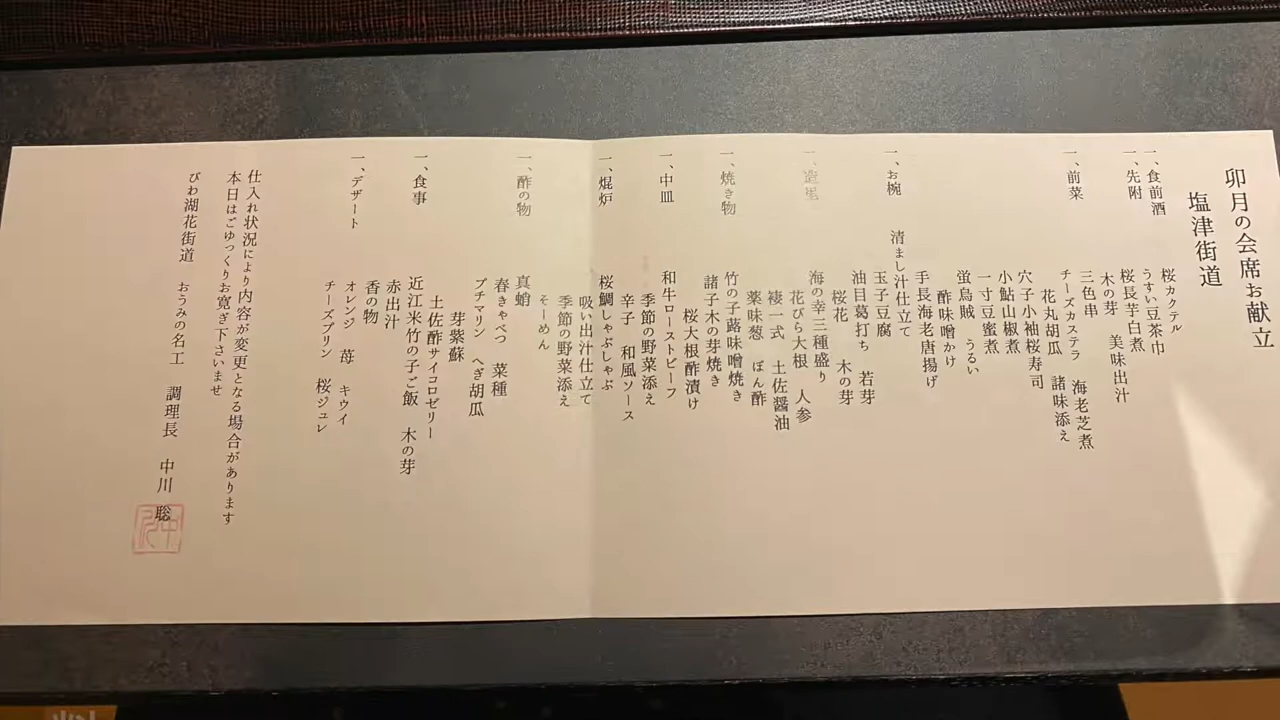 卯月の会席お献立
塩津街道
一、食前酒
桜カクテル
一、先附
うすい豆茶巾
桜長芋白煮
木の芽 美味出汁
一、前菜
三色串
チーズカステラ 海老芝煮
花丸胡瓜 諸味添え
穴子小袖桜寿司
小鮎山椒煮
一寸豆蜜煮
蛍烏賊 うるい
酢味噌かけ
手長海老唐揚げ
一、お椀
清まし汁仕立て
玉子豆腐
油目葛打ち 若芽
桜花 木の芽
一、造里
海の幸三種盛り
花びら大根 人参
褄一式 土佐醤油
薬味葱 ぽん酢
一、焼き物
竹の子蕗味噌焼き
諸子木の芽焼き
桜大根酢漬け
一、中皿
和牛ローストビーフ
季節の野菜添え
辛子 和風ソース
一、焜炉
桜鯛しゃぶしゃぶ
吸い出汁仕立て
季節の野菜添え
そーめん
一、酢の物
真蛸
春きゃべつ 菜種
プチマリン へぎ胡瓜
芽紫蘇
土佐酢サイコロゼリー
一、食事
近江米竹の子ご飯 木の芽
赤出汁
香の物
一、デザート
オレンジ 苺 キウイ
チーズプリン 桜ジュレ
仕入れ状況により内容が変更となる場合があります
本日はごゆっくりお寛ぎ下さいませ
びわ湖花街道 おうみの名工 調理長 中川 聡